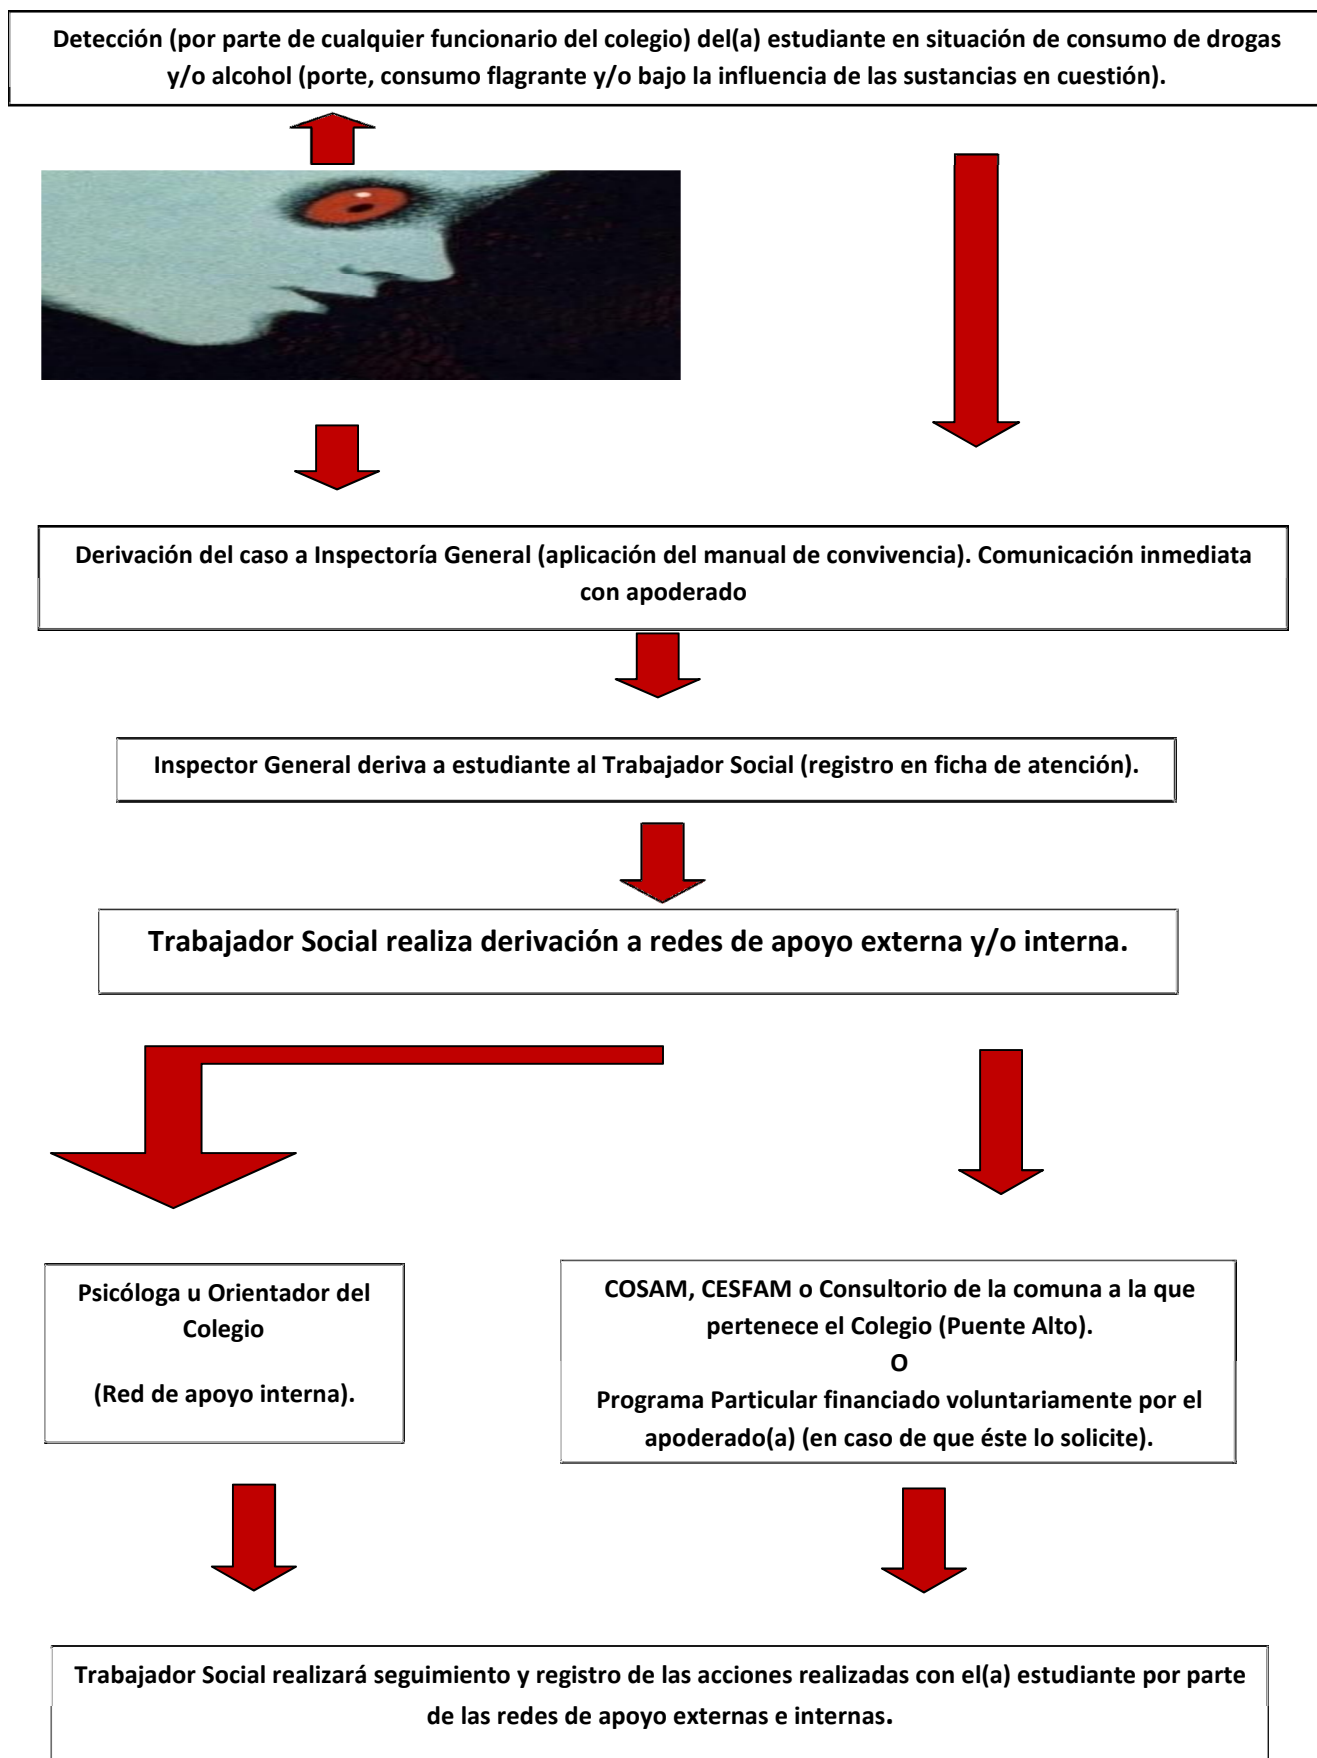 Detección (por parte de cualquier funcionario del colegio) del(a) estudiante en situación de consumo de drogas
y/o alcohol (porte, consumo flagrante y/o bajo la influencia de las sustancias en cuestión).
Derivación del caso a Inspectoría General (aplicación del manual de convivencia). Comunicación inmediata
con apoderado
Inspector General deriva a estudiante al Trabajador Social (registro en ficha de atención).
Trabajador Social realiza derivación a redes de apoyo externa y/o interna.
Psicóloga u Orientador del
Colegio
(Red de apoyo interna).
COSAM, CESFAM o Consultorio de la comuna a la que
pertenece el Colegio (Puente Alto).
O
Programa Particular financiado voluntariamente por el
apoderado(a) (en caso de que éste lo solicite).
Trabajador Social realizará seguimiento y registro de las acciones realizadas con el(a) estudiante por parte
de las redes de apoyo externas e internas.